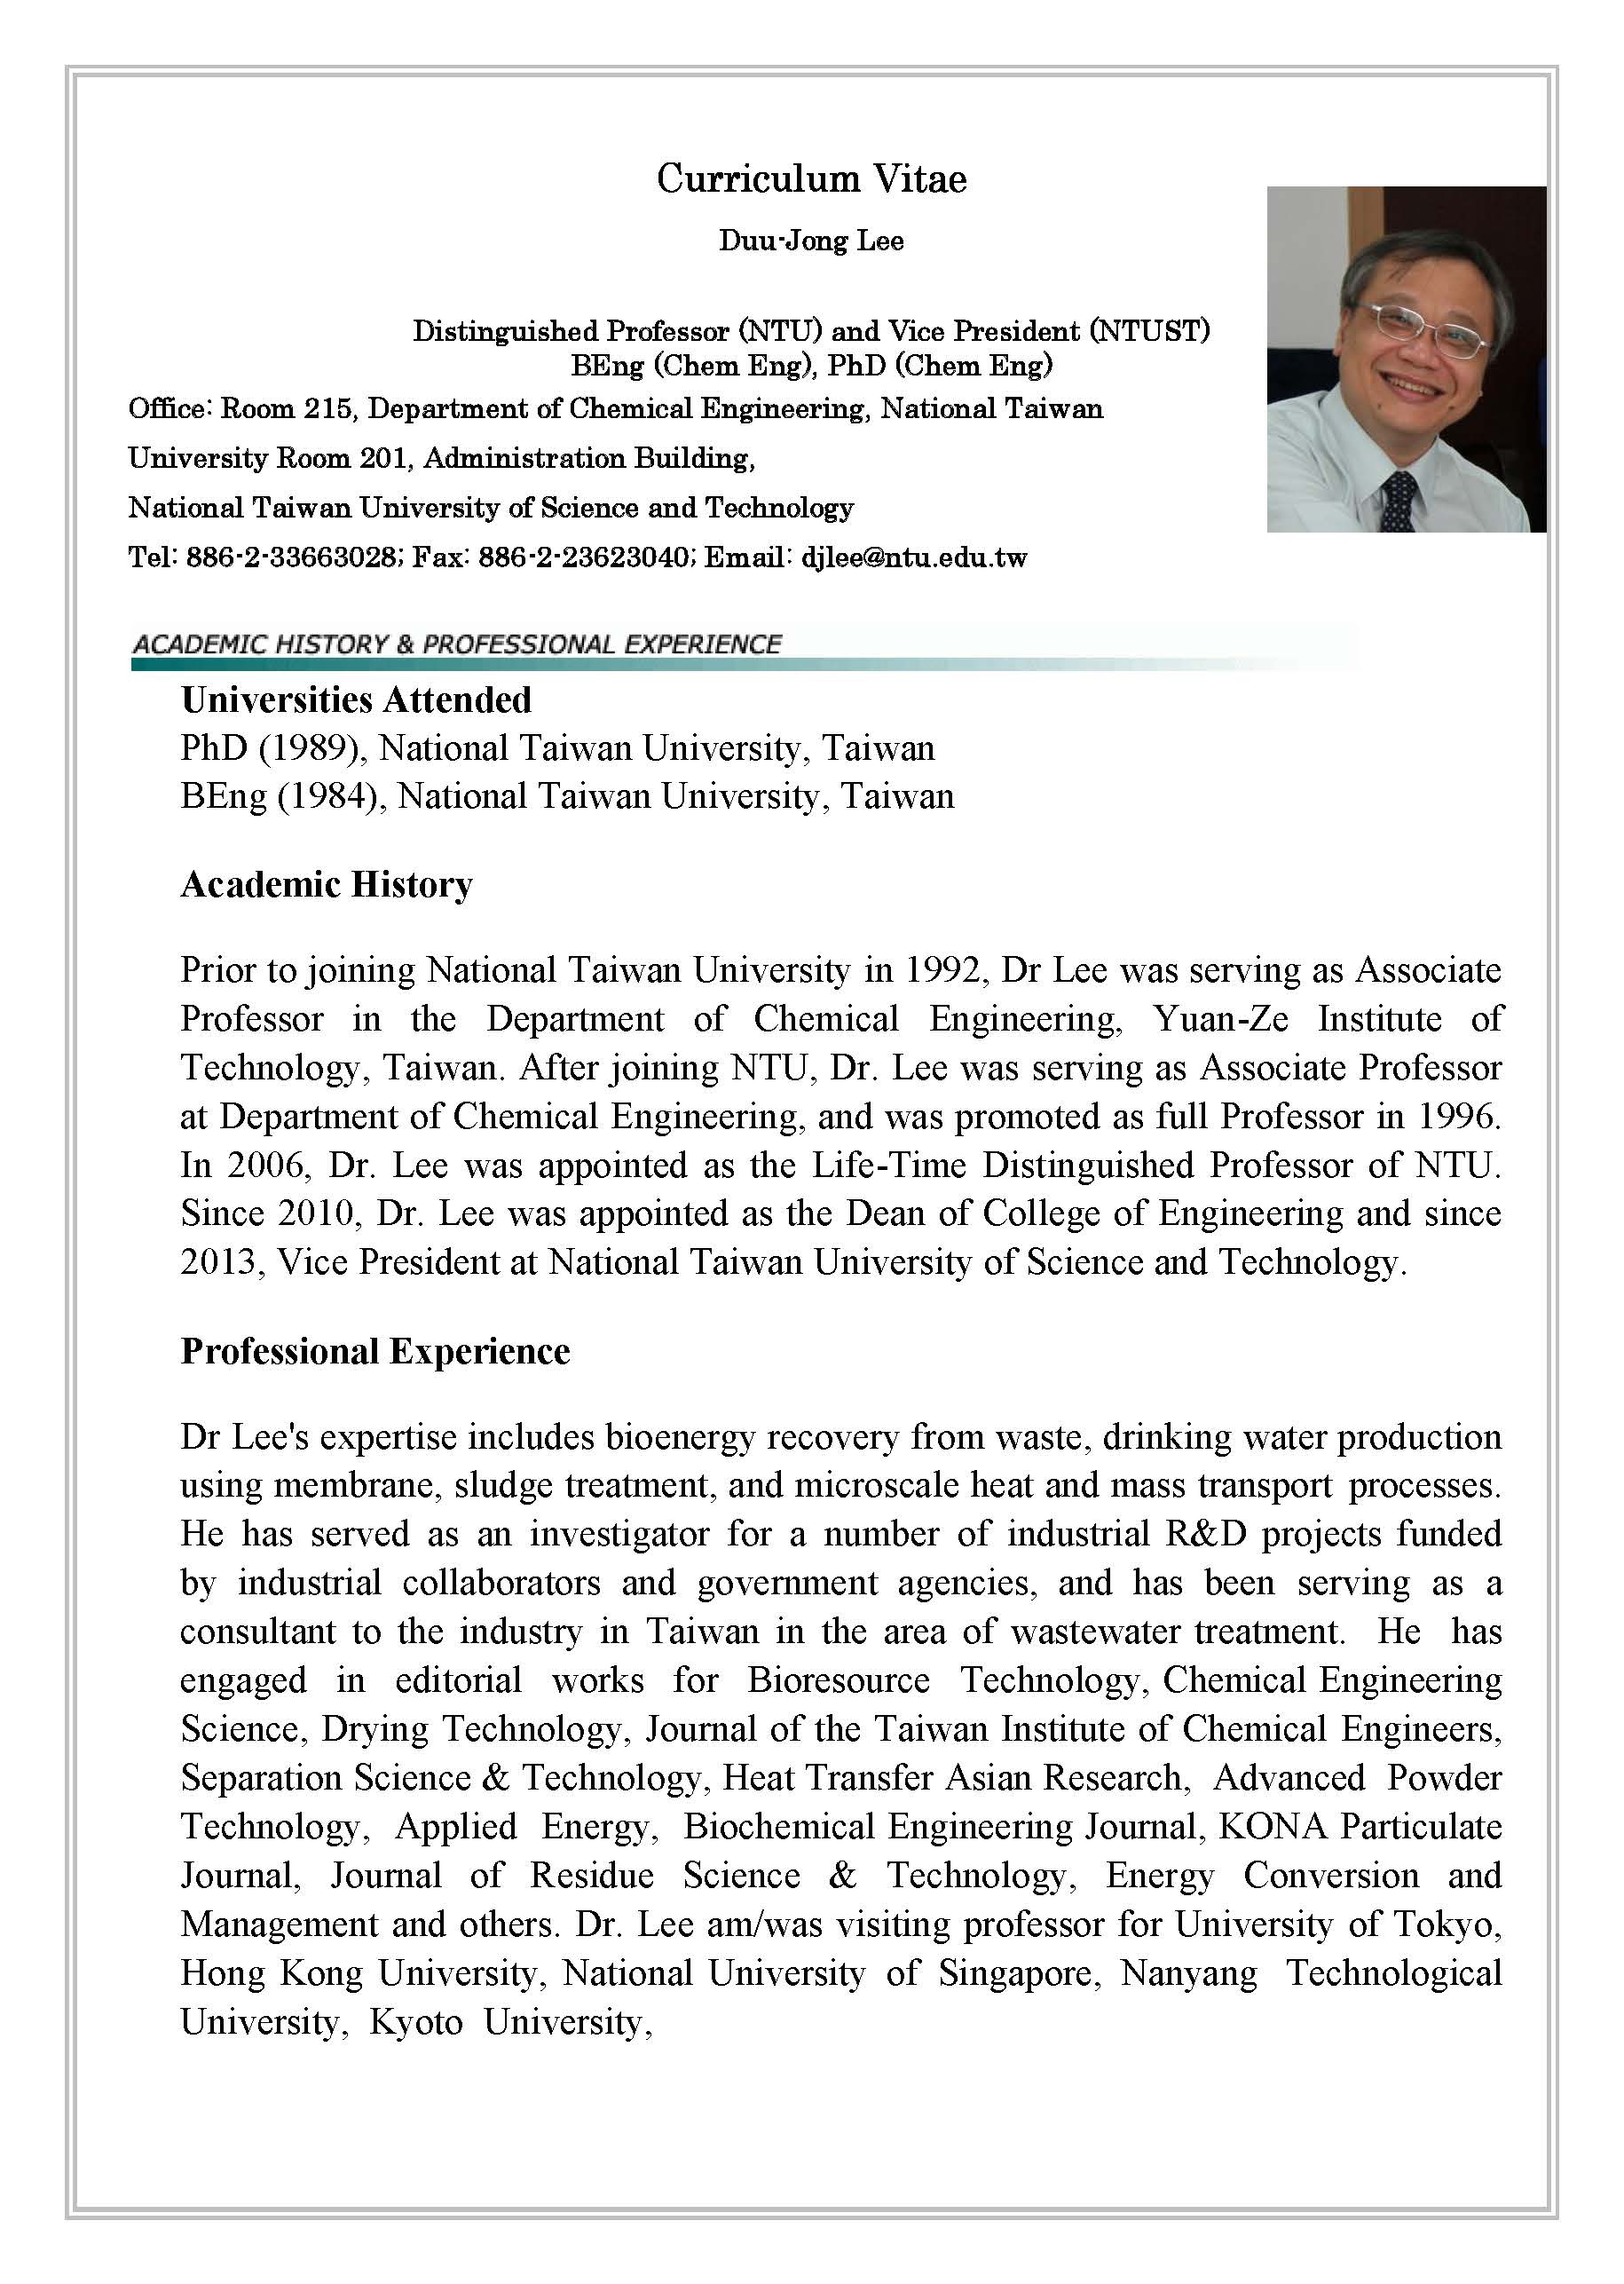 Curriculum Vitae
Duu-Jong Lee
Distinguished Professor (NTU) and Vice President (NTUST)
BEng (Chem Eng), PhD (Chem Eng)
Office: Room 215, Department of Chemical Engineering, National Taiwan
University Room 201, Administration Building,
National Taiwan University of Science and Technology
Tel: 886-2-33663028; Fax: 886-2-23623040; Email: djlee@ntu.edu.tw
ACADEMIC HISTORY & PROFESSIONAL EXPERIENCE
Universities Attended
PhD (1989), National Taiwan University, Taiwan
BEng (1984), National Taiwan University, Taiwan
Academic History
Prior to joining National Taiwan University in 1992, Dr Lee was serving as Associate
Professor in the Department of Chemical Engineering, Yuan-Ze Institute of
Technology, Taiwan. After joining NTU, Dr. Lee was serving as Associate Professor
at Department of Chemical Engineering, and was promoted as full Professor in 1996.
In 2006, Dr. Lee was appointed as the Life-Time Distinguished Professor of NTU.
Since 2010, Dr. Lee was appointed as the Dean of College of Engineering and since
2013, Vice President at National Taiwan University of Science and Technology.
Professional Experience
Dr Lee's expertise includes bioenergy recovery from waste, drinking water production
using membrane, sludge treatment, and microscale heat and mass transport processes.
He has served as an investigator for a number of industrial R&D projects funded
by industrial collaborators and government agencies, and has been serving as a
consultant to the industry in Taiwan in the area of wastewater treatment. He has
engaged in editorial works for Bioresource Technology, Chemical Engineering
Science, Drying Technology, Journal of the Taiwan Institute of Chemical Engineers,
Separation Science & Technology, Heat Transfer Asian Research, Advanced Powder
Technology, Applied Energy, Biochemical Engineering Journal, KONA Particulate
Journal, Journal of Residue Science & Technology, Energy Conversion and
Management and others. Dr. Lee am/was visiting professor for University of Tokyo,
Hong Kong University, National University of Singapore, Nanyang Technological
University, Kyoto University,